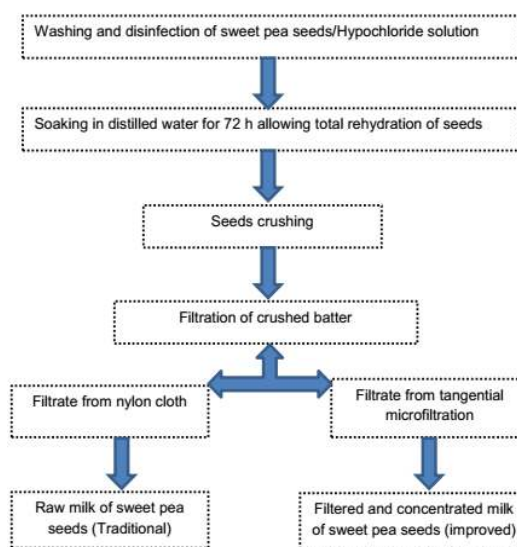 Washing and disinfection of sweet pea seeds/Hypochloride solution
Soaking in distilled water for 72 h allowing total rehydration of seeds
Seeds crushing
Filtration of crushed batter
Filtrate from nylon cloth
Filtrate from tangential
microfiltration
Raw milk of sweet pea
seeds (Traditional)
Filtered and concentrated milk
of sweet pea seeds (improved)